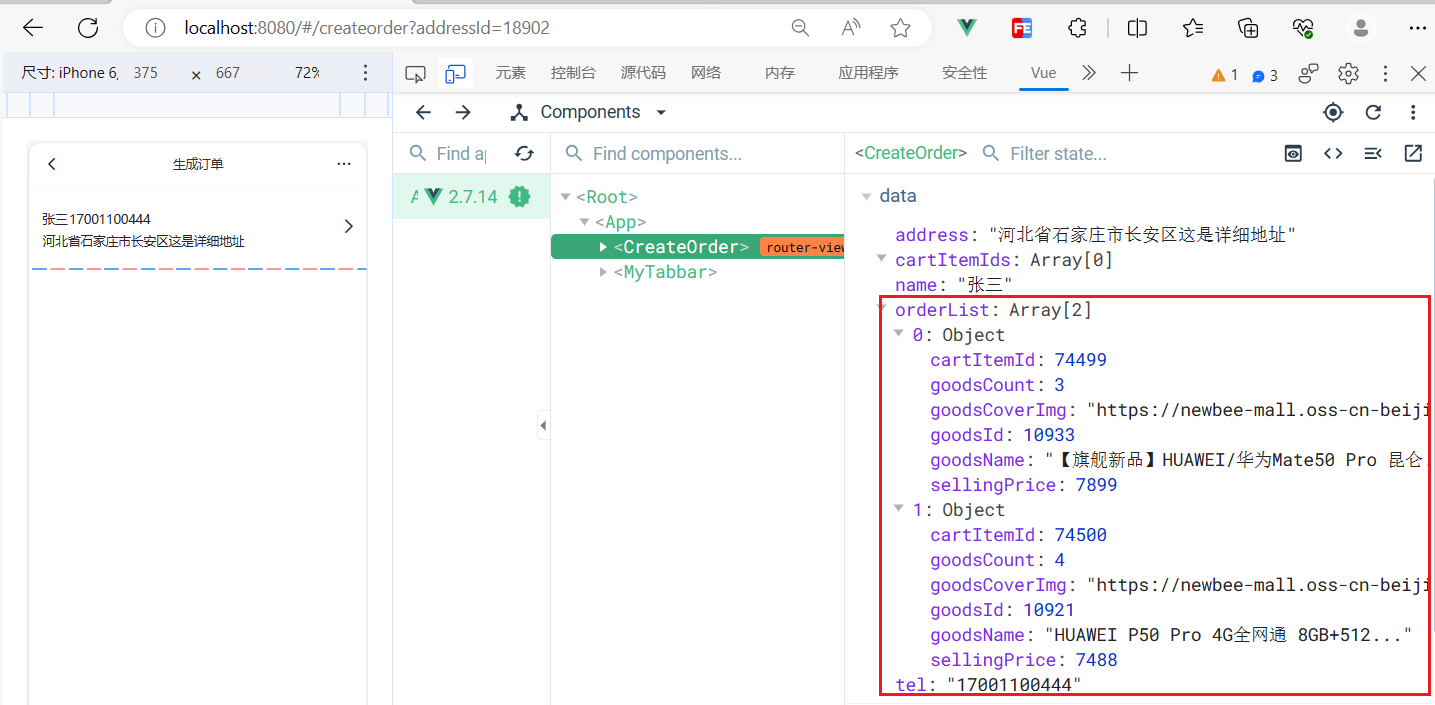 localhost:8080/#/createorder?addressId=18902
尺寸: iPhone 6, 375 × 667 72%
元素 控制台 源代码 网络 内存 应用程序 安全性 Vue 1 3
Components
Find a
Find components...
<CreateOrder>
Filter state...
2.7.14
生成订单
张三17001100444
河北省石家庄市长安区这是详细地址
<Root>
<App>
<CreateOrder> router-view
<MyTabbar>
data
address: "河北省石家庄市长安区这是详细地址"
cartItemIds: Array[0]
name: "张三"
orderList: Array[2]
0: Object
cartItemId: 74499
goodsCount: 3
goodsCoverImg: "https://newbee-mall.oss-cn-beiji
goodsId: 10933
goodsName: "【旗舰新品】HUAWEI/华为Mate50 Pro 昆仑
sellingPrice: 7899
1: Object
cartItemId: 74500
goodsCount: 4
goodsCoverImg: "https://newbee-mall.oss-cn-beiji
goodsId: 10921
goodsName: "HUAWEI P50 Pro 4G全网通 8GB+512..."
sellingPrice: 7488
tel: "17001100444"